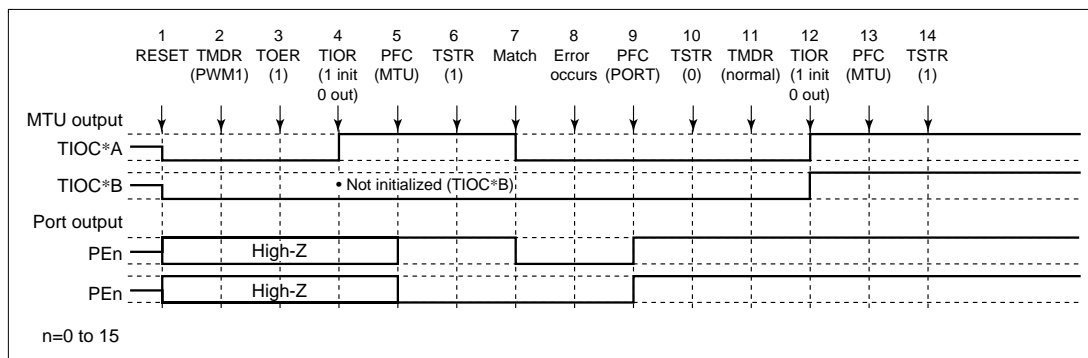 1 2 3 4 5 6 7 8 9 10 11 12 13 14
RESET TMDR TOER TIOR PFC TSTR Match Error PFC TSTR TMDR TIOR PFC TSTR
(PWM1) (1) (1 init (MTU) (1) occurs (PORT) (0) (normal) (1 init (MTU) (1)
0 out) 0 out)
MTU output
TIOC*A
TIOC*B • Not initialized (TIOC*B)
Port output
PEn High-Z
PEn High-Z
n=0 to 15